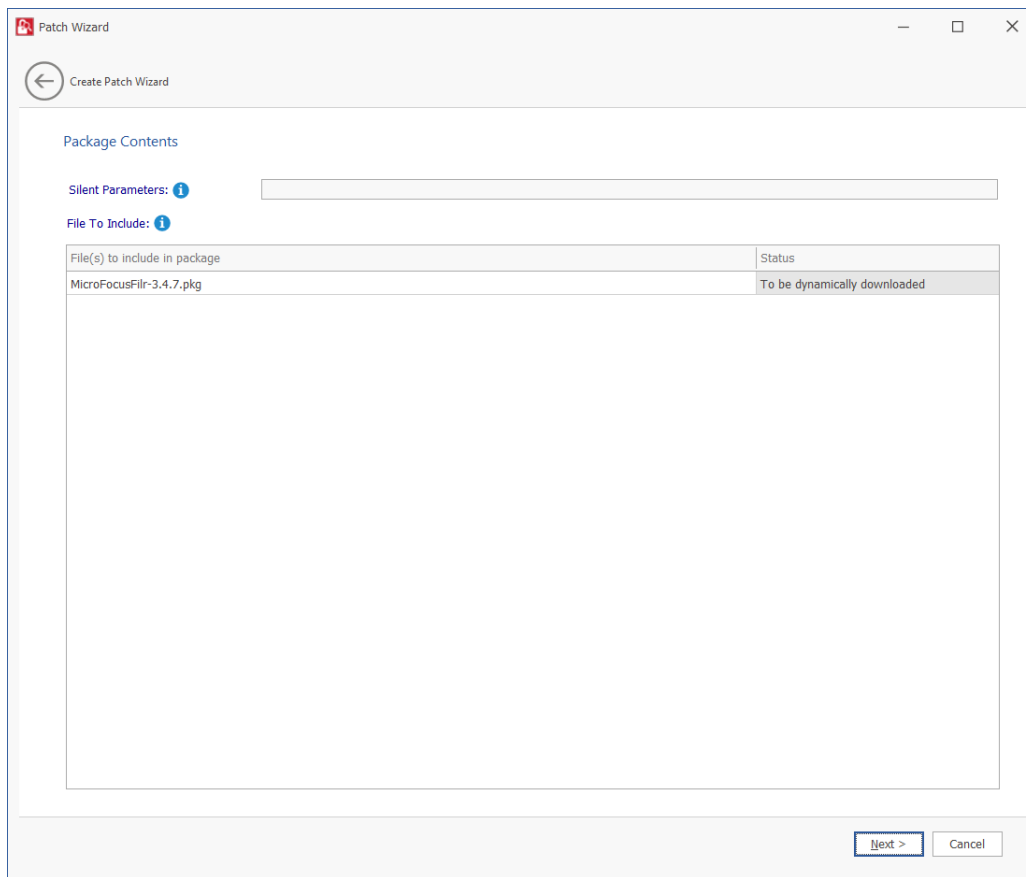 Patch Wizard
Create Patch Wizard
Package Contents
Silent Parameters:
File To Include:
File(s) to include in package Status
MicroFocusFilr-3.4.7.pkg To be dynamically downloaded
Next > Cancel